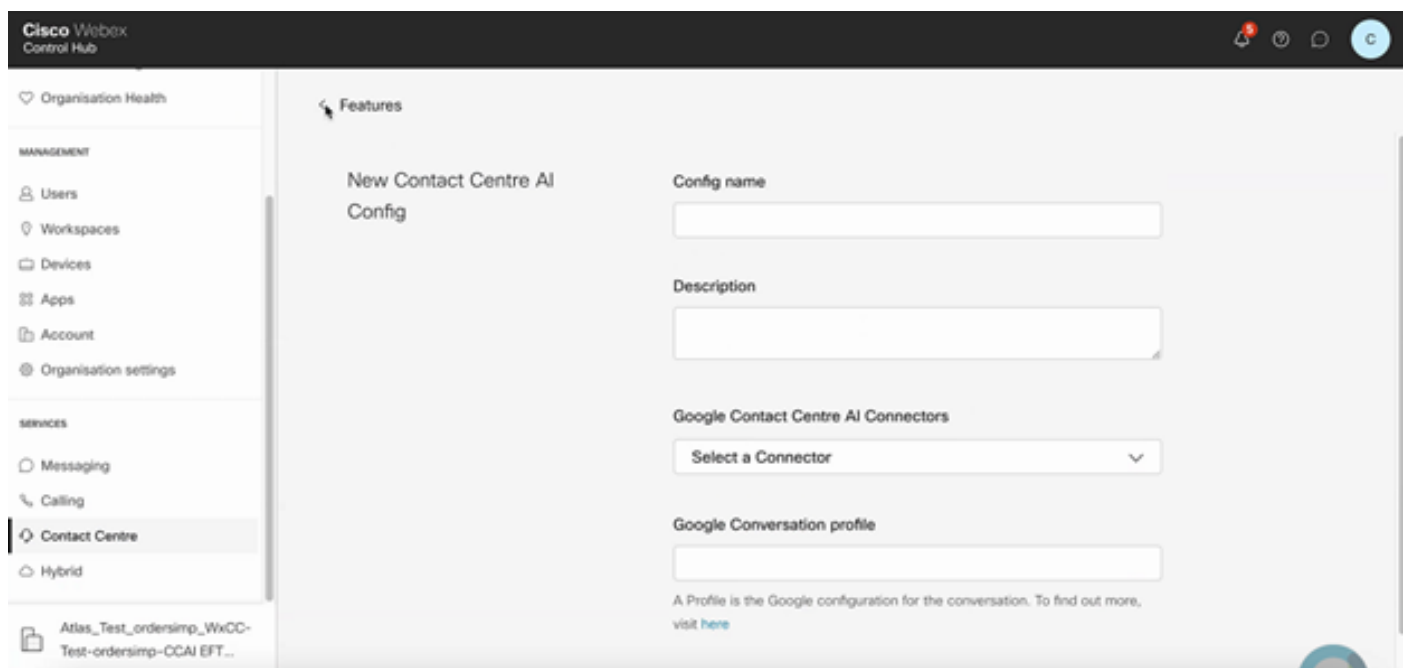 Cisco Webex
Control Hub
5
C
Organisation Health
Features
MANAGEMENT
New Contact Centre AI
Config
Config name
Users
Workspaces
Devices
Description
Apps
Account
Organisation settings
Google Contact Centre AI Connectors
SERVICES
Select a Connector
Messaging
Calling
Google Conversation profile
Contact Centre
Hybrid
A Profile is the Google configuration for the conversation. To find out more,
visit here
Atlas_Test_ordersimp_WxCC-
Test-ordersimp-CCAI EFT...